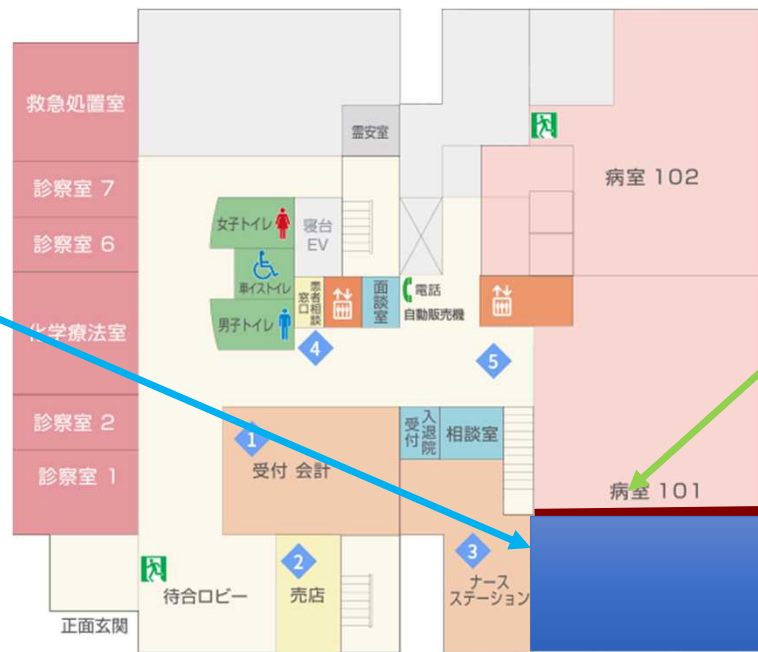 救急処置室
霊安室
病室 102
診察室 7
女子トイレ
寝台
EV
診察室 6
車イストイレ
患者相談
窓口
面談室
電話
自動販売機
化学療法室
男子トイレ
4
5
診察室 2
1
受付 会計
入退院
受付
相談室
診察室 1
病室 101
2
3
待合ロビー
売店
ナース
ステーション
正面玄関